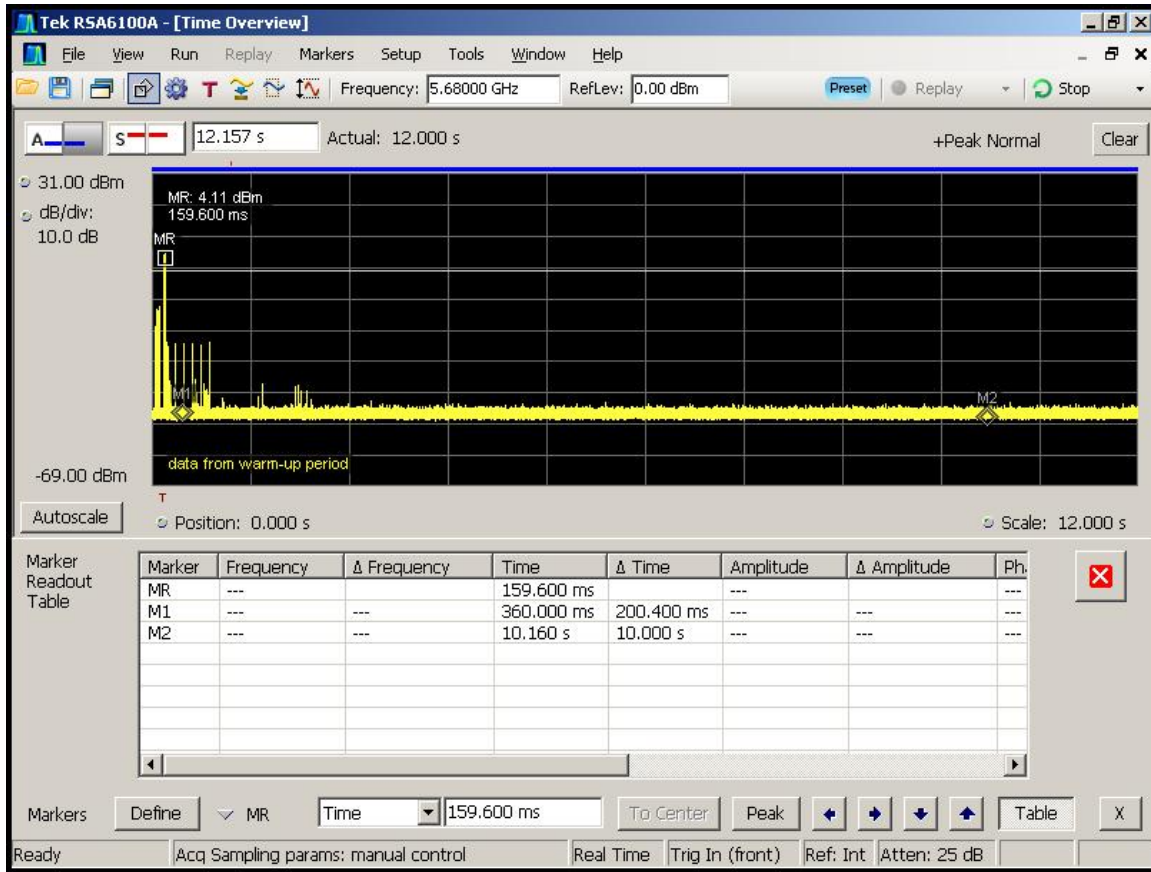 Tek RSA6100A - [Time Overview]
File View Run Replay Markers Setup Tools Window Help
T Frequency: 5.68000 GHz RefLev: 0.00 dBm Preset Replay Stop
A S 12.157 s Actual: 12.000 s +Peak Normal Clear
31.00 dBm
dB/div:
10.0 dB
MR: 4.11 dBm
159.600 ms
MR
M1
M2
data from warm-up period
-69.00 dBm
T
Autoscale Position: 0.000 s Scale: 12.000 s
Marker
Readout
Table
Marker Frequency Δ Frequency Time Δ Time Amplitude Δ Amplitude Ph
MR --- 159.600 ms --- ---
M1 --- --- 360.000 ms 200.400 ms --- --- ---
M2 --- --- 10.160 s 10.000 s --- --- ---
Markers Define MR Time 159.600 ms To Center Peak Table X
Ready Acq Sampling params: manual control Real Time Trig In (front) Ref: Int Atten: 25 dB